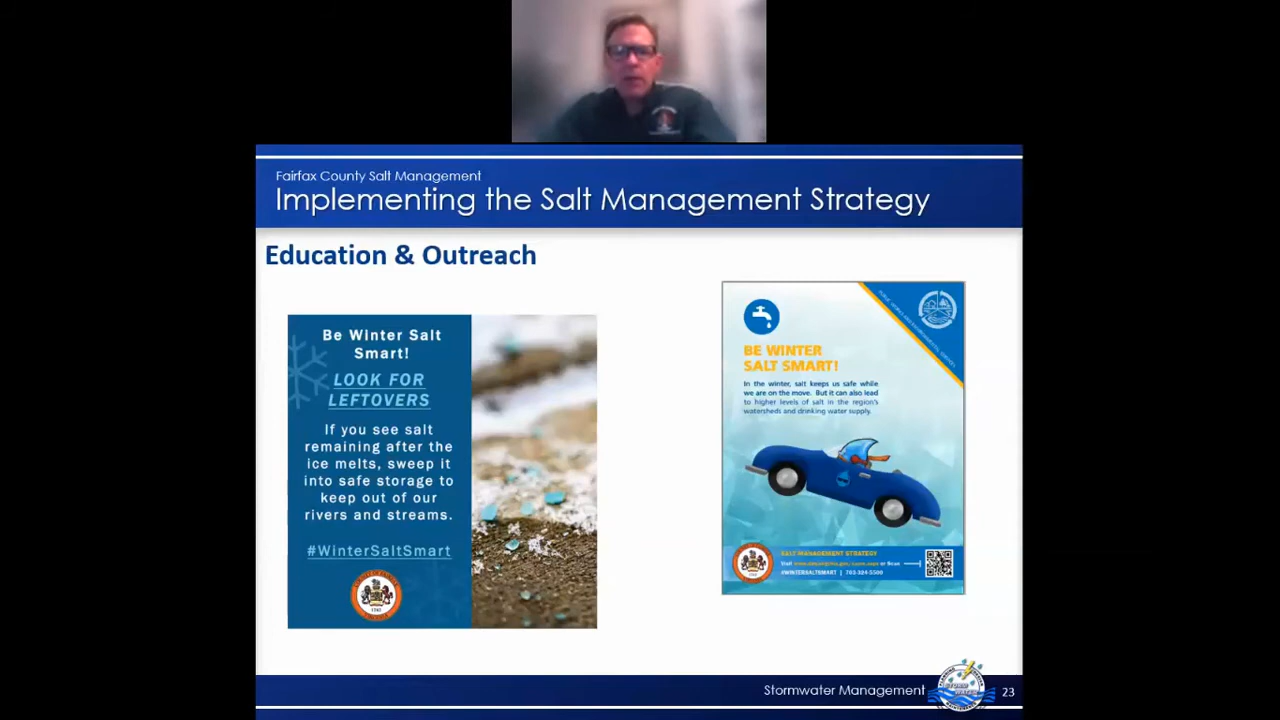 Fairfax County Salt Management
Implementing the Salt Management Strategy
Education & Outreach
Be Winter Salt
Smart!
LOOK FOR
LEFTOVERS
If you see salt
remaining after the
ice melts, sweep it
into safe storage to
keep out of our
rivers and streams.
#WinterSaltSmart
BE WINTER
SALT SMART!
In the winter, salt keeps us safe while
we are on the move. But it can also lead
to higher levels of salt in the region's
watersheds and drinking water supply.
SALT MANAGEMENT STRATEGY
#WINTERSALTSMART | 703-324-5500
Stormwater Management
23